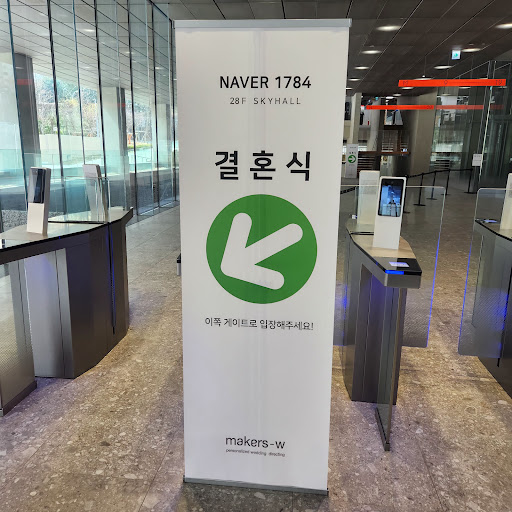 NAVER 1784
28F SKYHALL
결혼식
이쪽 게이트로 입장해주세요!
makers-w
personalized wedding directing